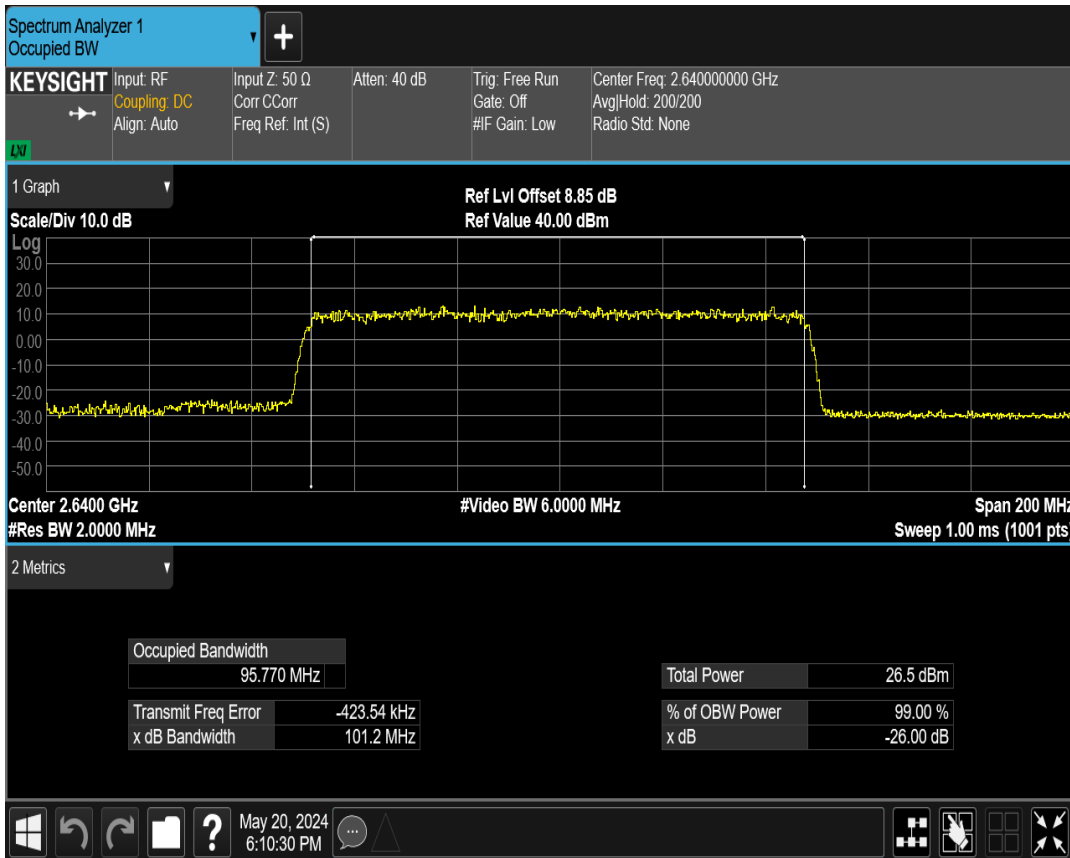 Spectrum Analyzer 1
Occupied BW
+
KEYSIGHT
Input: RF
Coupling: DC
Align: Auto
Input Z: 50 Ω
Corr CCorr
Freq Ref: Int (S)
Atten: 40 dB
Trig: Free Run
Gate: Off
#IF Gain: Low
Center Freq: 2.640000000 GHz
Avg|Hold: 200/200
Radio Std: None
LXI
1 Graph
Scale/Div 10.0 dB
Ref Lvl Offset 8.85 dB
Ref Value 40.00 dBm
Log
30.0
20.0
10.0
0.00
-10.0
-20.0
-30.0
-40.0
-50.0
Center 2.6400 GHz
#Video BW 6.0000 MHz
Span 200 MHz
#Res BW 2.0000 MHz
Sweep 1.00 ms (1001 pts)
2 Metrics
Occupied Bandwidth
95.770 MHz
Total Power 26.5 dBm
Transmit Freq Error -423.54 kHz
% of OBW Power 99.00 %
x dB Bandwidth 101.2 MHz
x dB -26.00 dB
?
May 20, 2024
6:10:30 PM